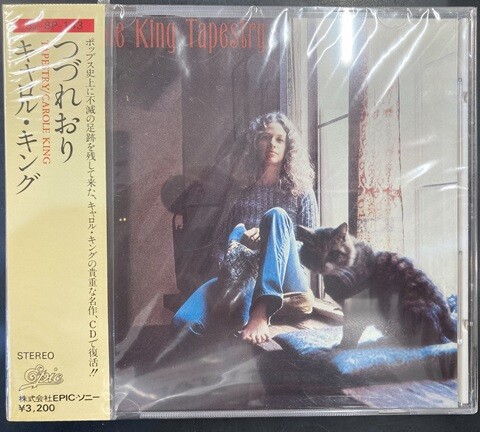 King Tapestry
つづれおり
TAPESTRY/CAROLE KING
キャロル・キング
ポップス史上に不滅の足跡を残して来た、キャロル・キングの貴重な名作、CDで復活!!
STEREO
Epic
株式会社EPIC・ソニー
¥3,200